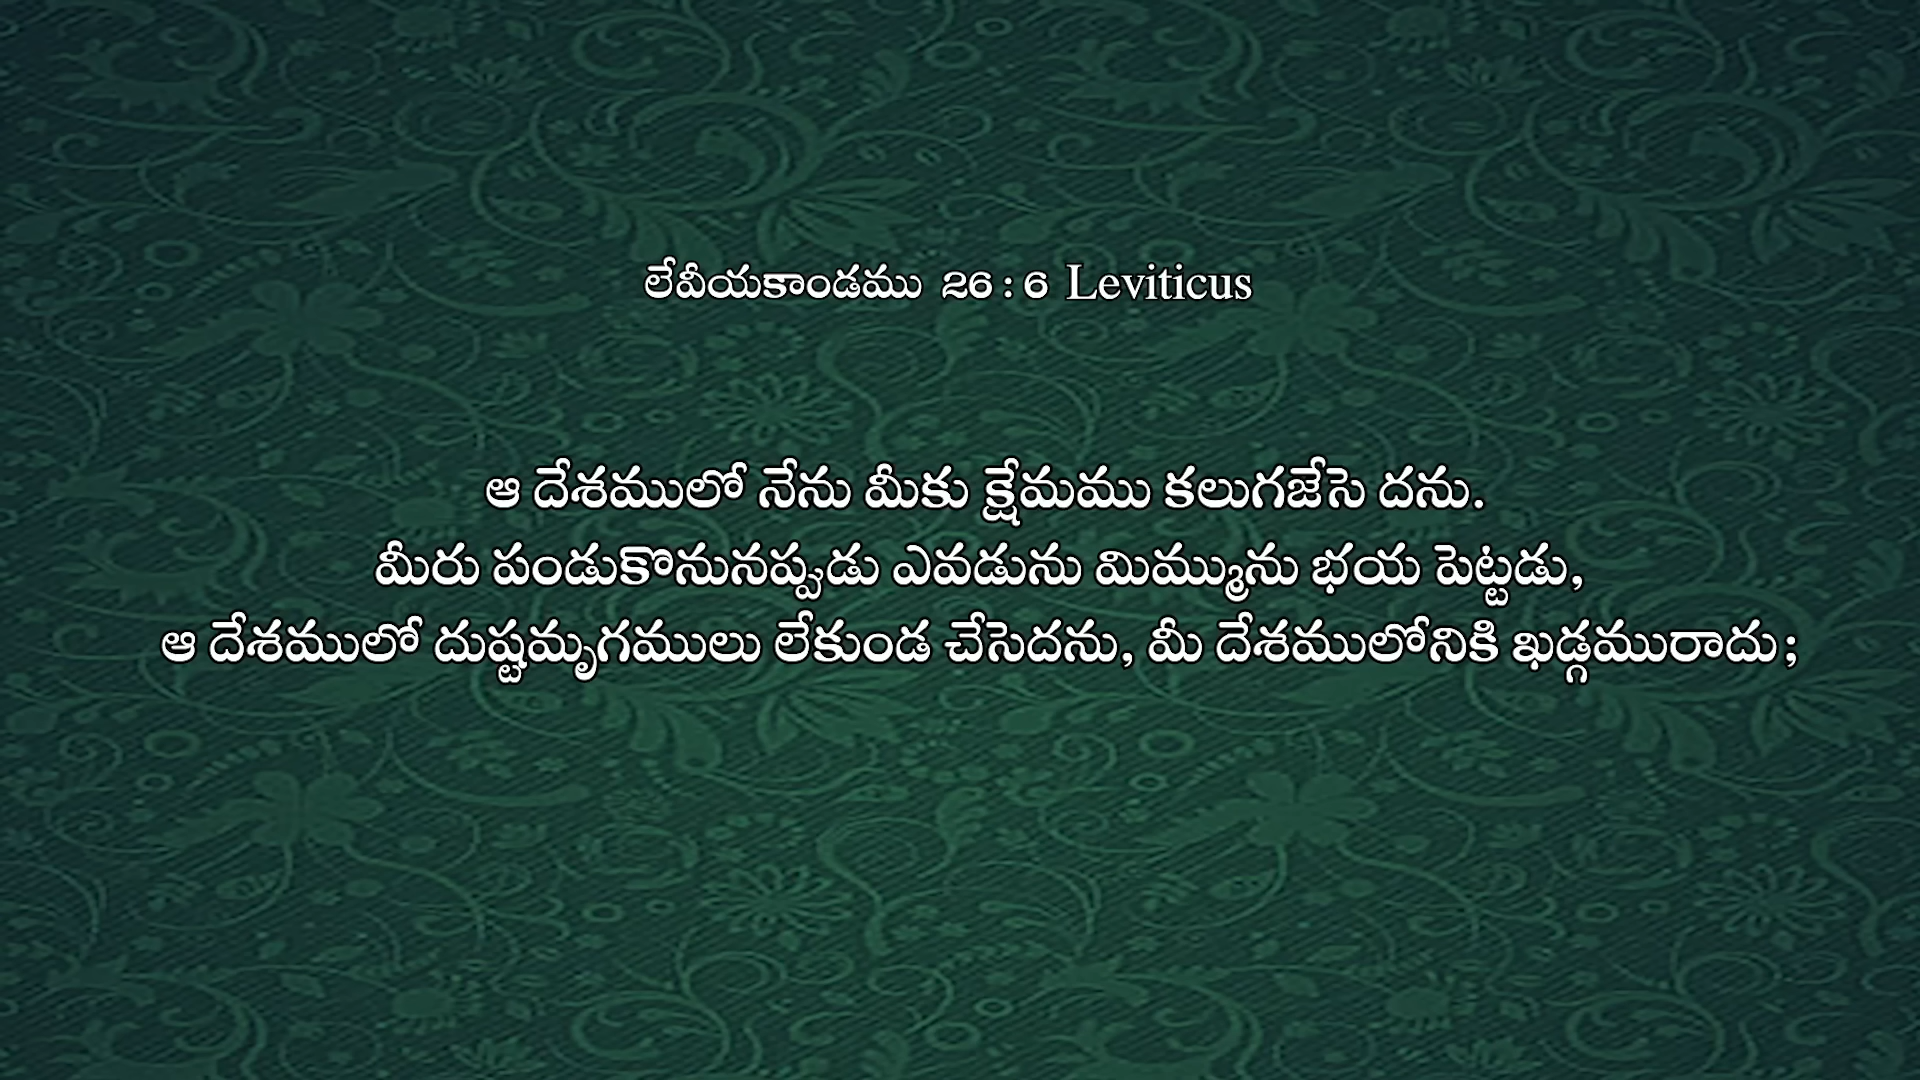 లేవీయకాండము 26 : 6 Leviticus
ఆ దేశములో నేను మీకు క్షేమము కలుగజేసె దను.
మీరు పండుకొనునప్పుడు ఎవడును మిమ్మును భయ పెట్టడు,
ఆ దేశములో దుష్టమృగములు లేకుండ చేసెదను, మీ దేశములోనికి ఖడ్గమురాదు;